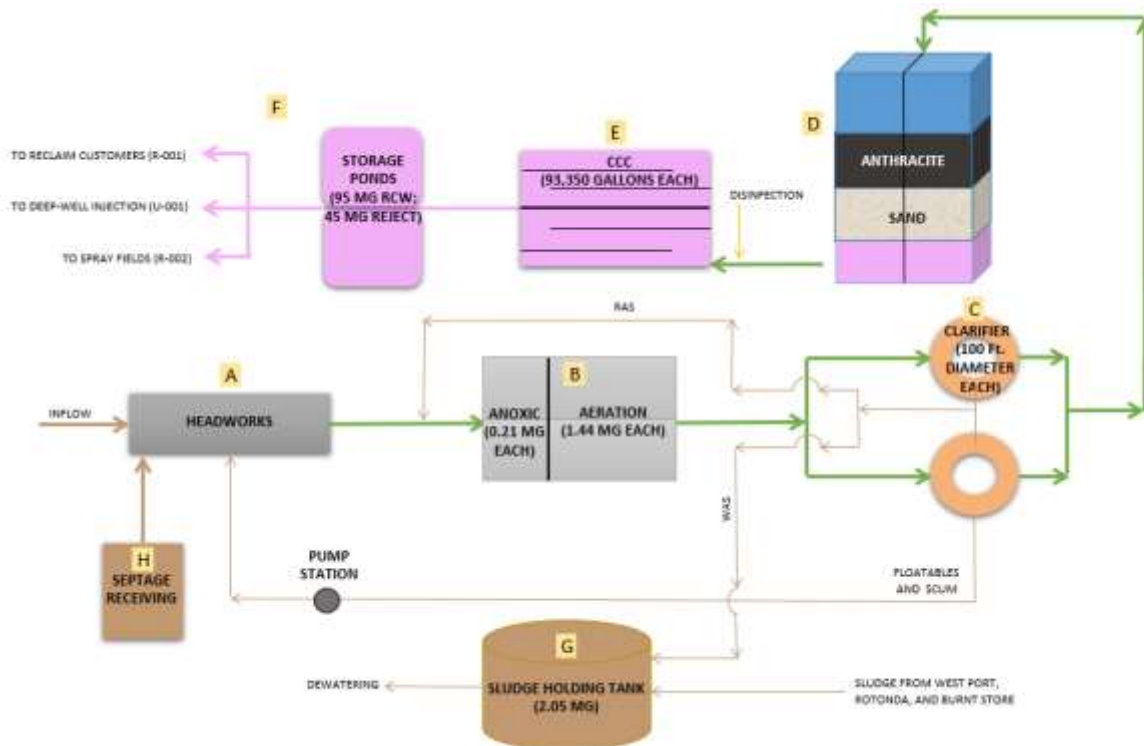 F
E
D
STORAGE
PONDS
(95 MG RCW;
45 MG REJECT)
CCC
(93,350 GALLONS EACH)
DISINFECTION
ANTHRACITE
SAND
TO RECLAIM CUSTOMERS (R-001)
TO DEEP-WELL INJECTION (U-001)
TO SPRAY FIELDS (R-002)
RAS
C
CLARIFIER
(100 Ft.
DIAMETER
EACH)
A
B
INFLOW
HEADWORKS
ANOXIC
(0.21 MG
EACH)
AERATION
(1.44 MG EACH)
WAS
H
SEPTAGE
RECEIVING
PUMP
STATION
FLOATABLES
AND SCUM
G
SLUDGE HOLDING TANK
(2.05 MG)
DEWATERING
SLUDGE FROM WEST PORT,
ROTONDA, AND BURNT STORE